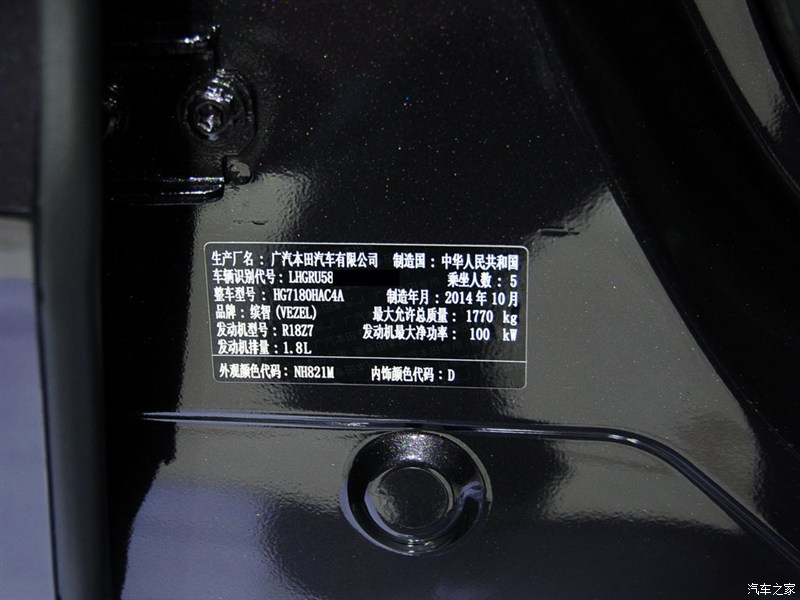 生产厂名：广汽本田汽车有限公司 制造国：中华人民共和国
车辆识别代号：LHGRU58 乘坐人数：5
整车型号：HG7180HAC4A 制造年月：2014年10月
品牌：缤智(VEZEL) 最大允许总质量：1770 kg
发动机型号：R18Z7 发动机最大净功率：100 kW
发动机排量：1.8L
外观颜色代码：NH821M 内饰颜色代码：D
汽车之家